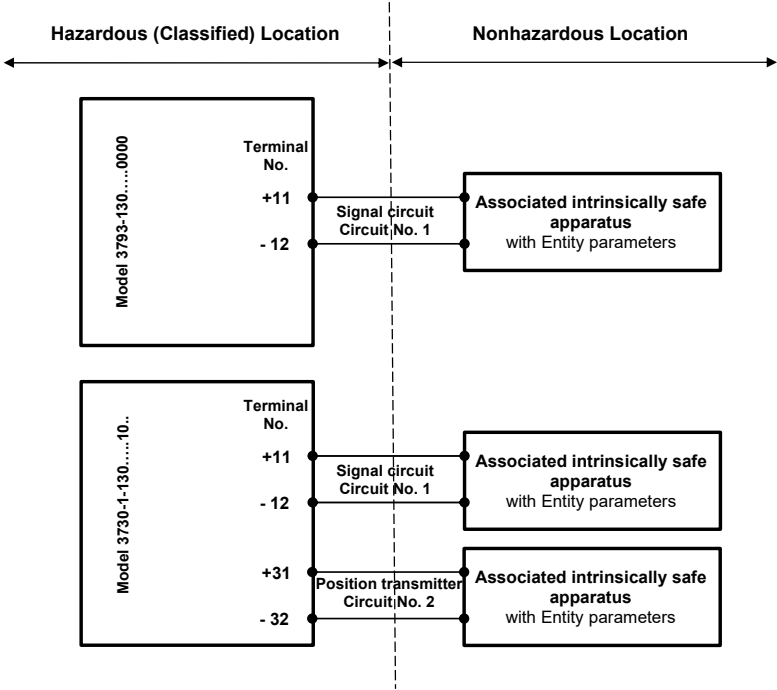 Hazardous (Classified) Location
Nonhazardous Location
Model 3793-130.....0000
Terminal
No.
+11
- 12
Signal circuit
Circuit No. 1
Associated intrinsically safe
apparatus
with Entity parameters
Model 3730-1-130......10..
Terminal
No.
+11
- 12
Signal circuit
Circuit No. 1
Associated intrinsically safe
apparatus
with Entity parameters
+31
- 32
Position transmitter
Circuit No. 2
Associated intrinsically safe
apparatus
with Entity parameters